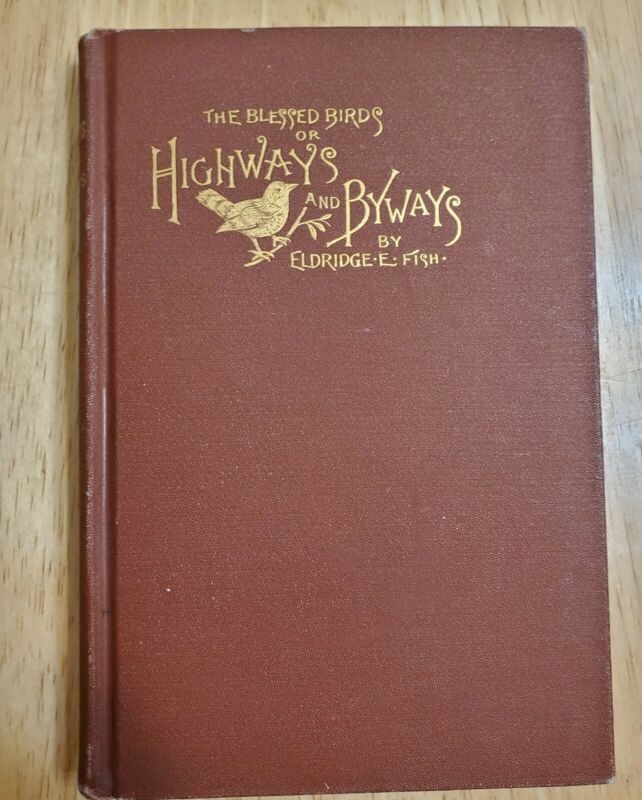 THE BLESSED BIRDS
OR
HIGHWAYS
AND BYWAYS
BY
ELDRIDGE·E· FISH·